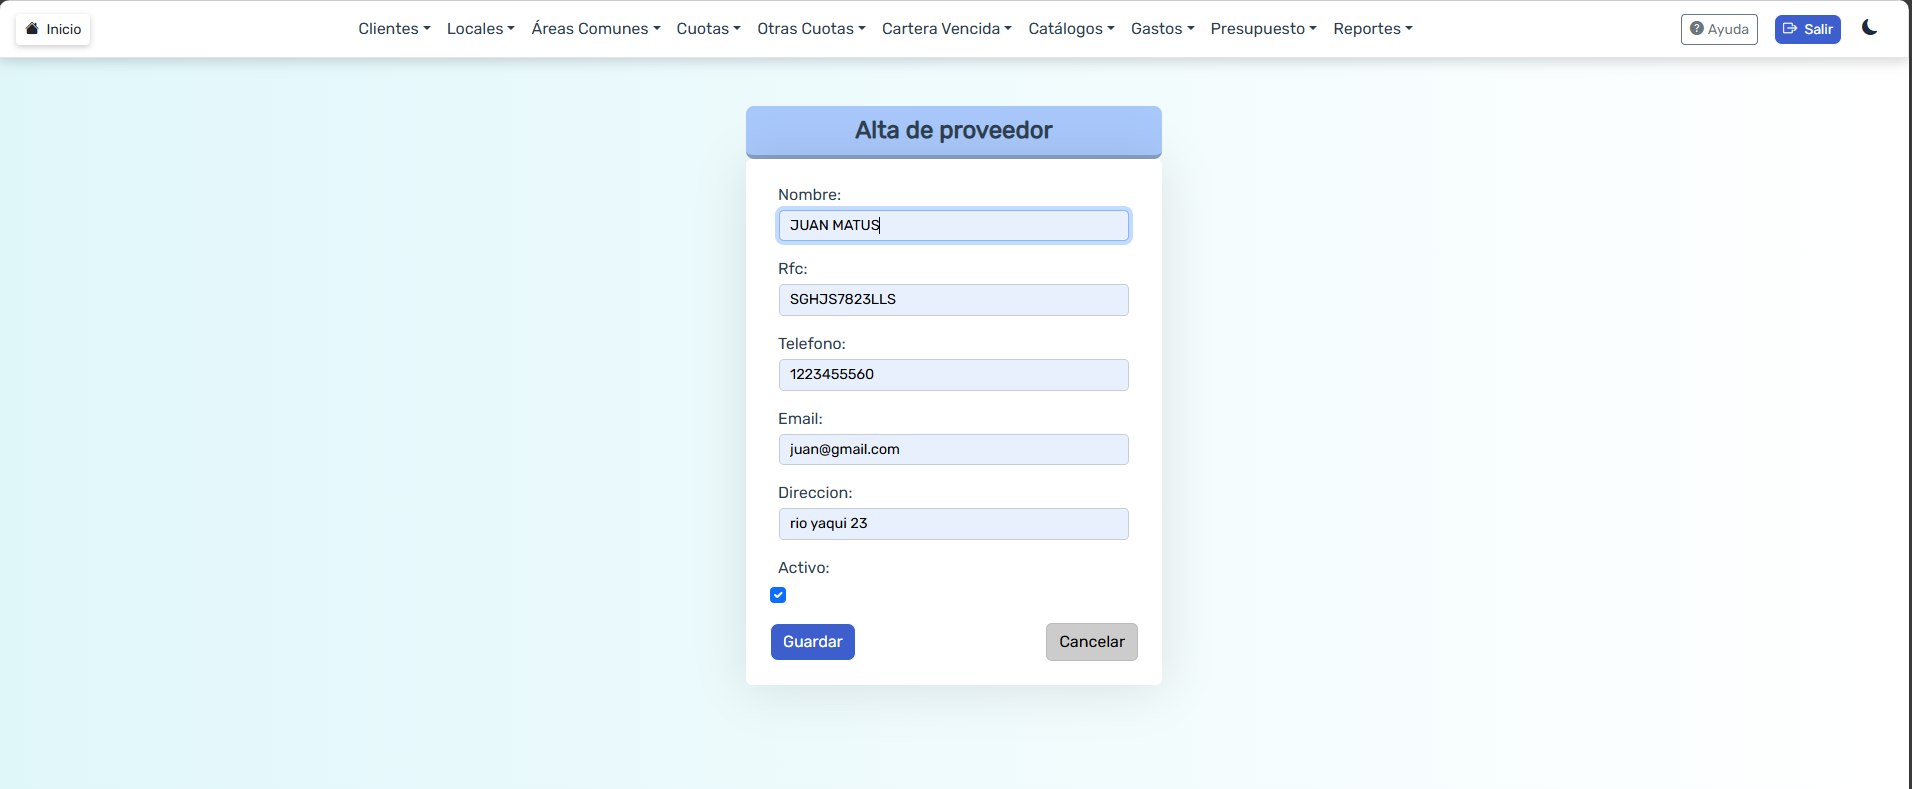 Inicio Clientes Locales Áreas Comunes Cuotas Otras Cuotas Cartera Vencida Catálogos Gastos Presupuesto Reportes Ayuda Salir
Alta de proveedor
Nombre:
JUAN MATUS
Rfc:
SGHJS7823LLS
Telefono:
1223455560
Email:
juan@gmail.com
Direccion:
rio yaqui 23
Activo:
Guardar Cancelar